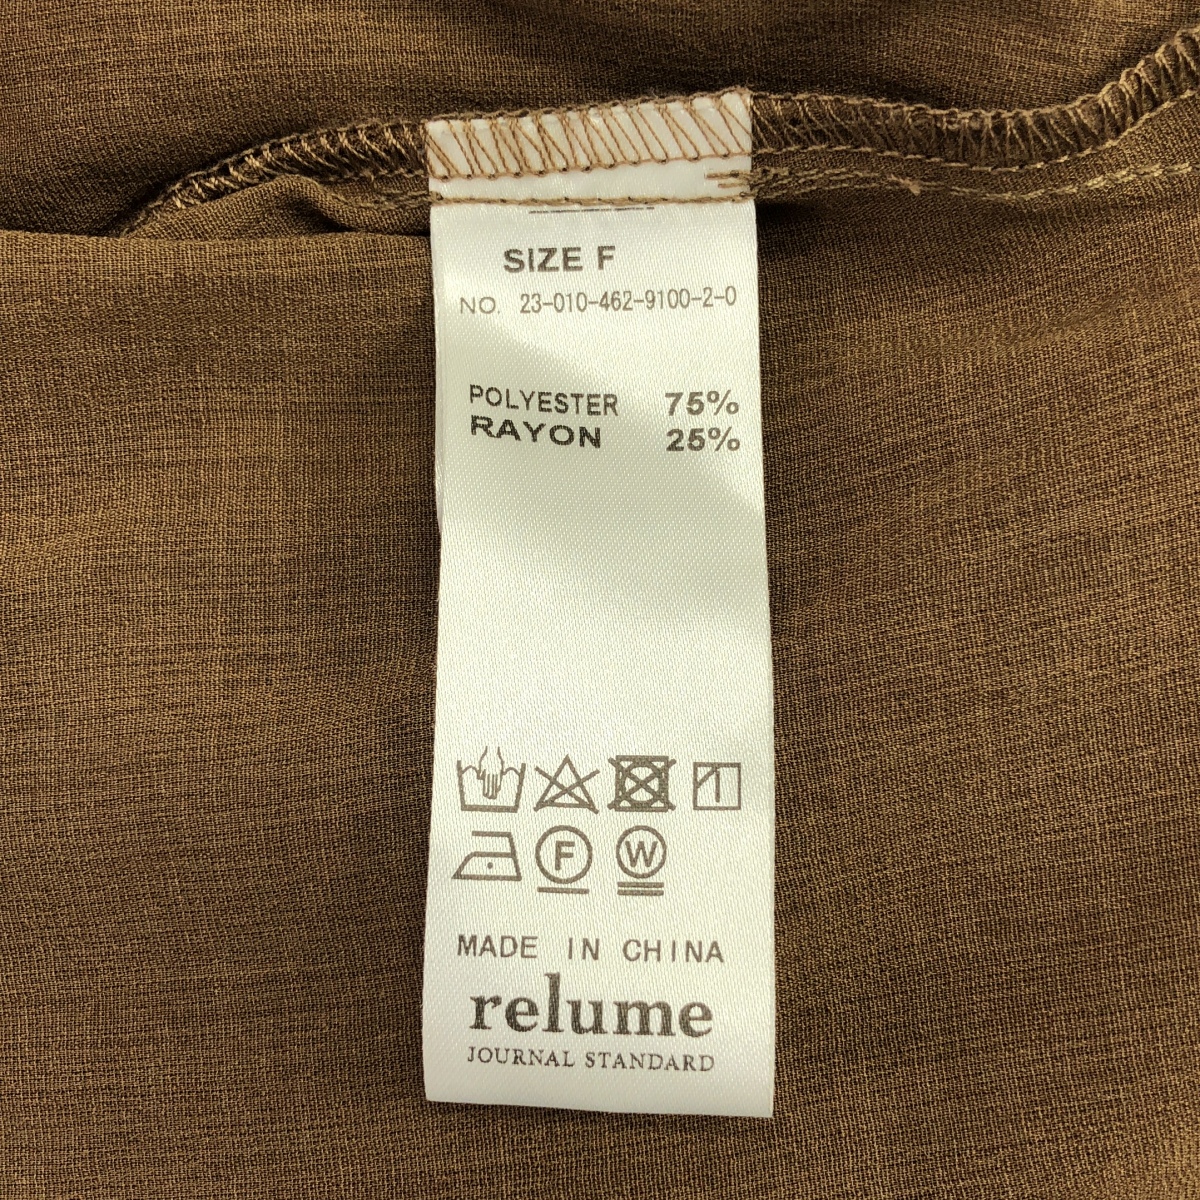 SIZE F
NO. 23-010-462-9100-2-0
POLYESTER 75%
RAYON 25%
F W
MADE IN CHINA
relume
JOURNAL STANDARD